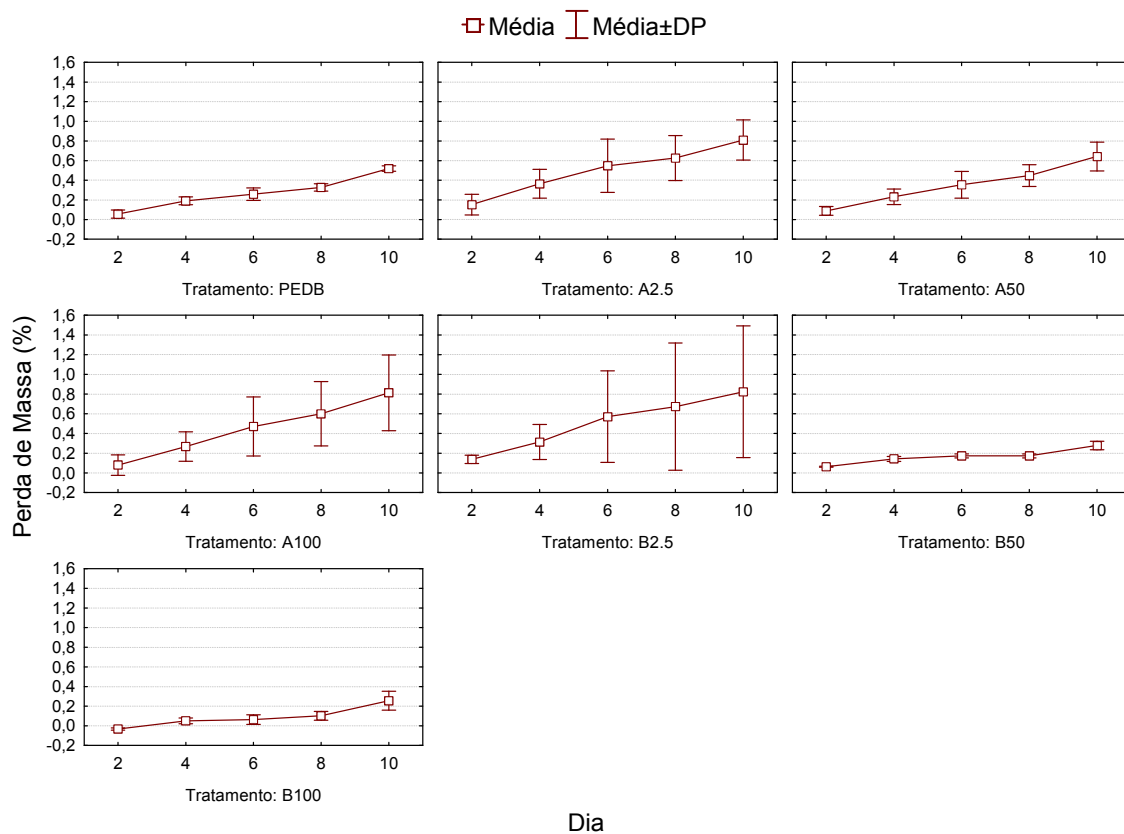 Média Média±DP
1,6
1,4
1,2
1,0
0,8
0,6
0,4
0,2
0,0
-0,2
2 4 6 8 10
Tratamento: PEDB
2 4 6 8 10
Tratamento: A2.5
2 4 6 8 10
Tratamento: A50
Perda de Massa (%)
1,6
1,4
1,2
1,0
0,8
0,6
0,4
0,2
0,0
-0,2
2 4 6 8 10
Tratamento: A100
2 4 6 8 10
Tratamento: B2.5
2 4 6 8 10
Tratamento: B50
1,6
1,4
1,2
1,0
0,8
0,6
0,4
0,2
0,0
-0,2
2 4 6 8 10
Tratamento: B100
Dia